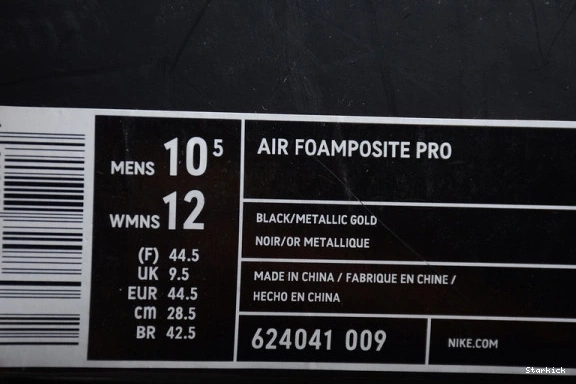 MENS 10 5
WMNS 12
(F) 44.5
UK 9.5
EUR 44.5
cm 28.5
BR 42.5
AIR FOAMPOSITE PRO
BLACK/METALLIC GOLD
NOIR/OR METALLIQUE
MADE IN CHINA / FABRIQUE EN CHINE /
HECHO EN CHINA
624041 009
NIKE.COM
Starkick